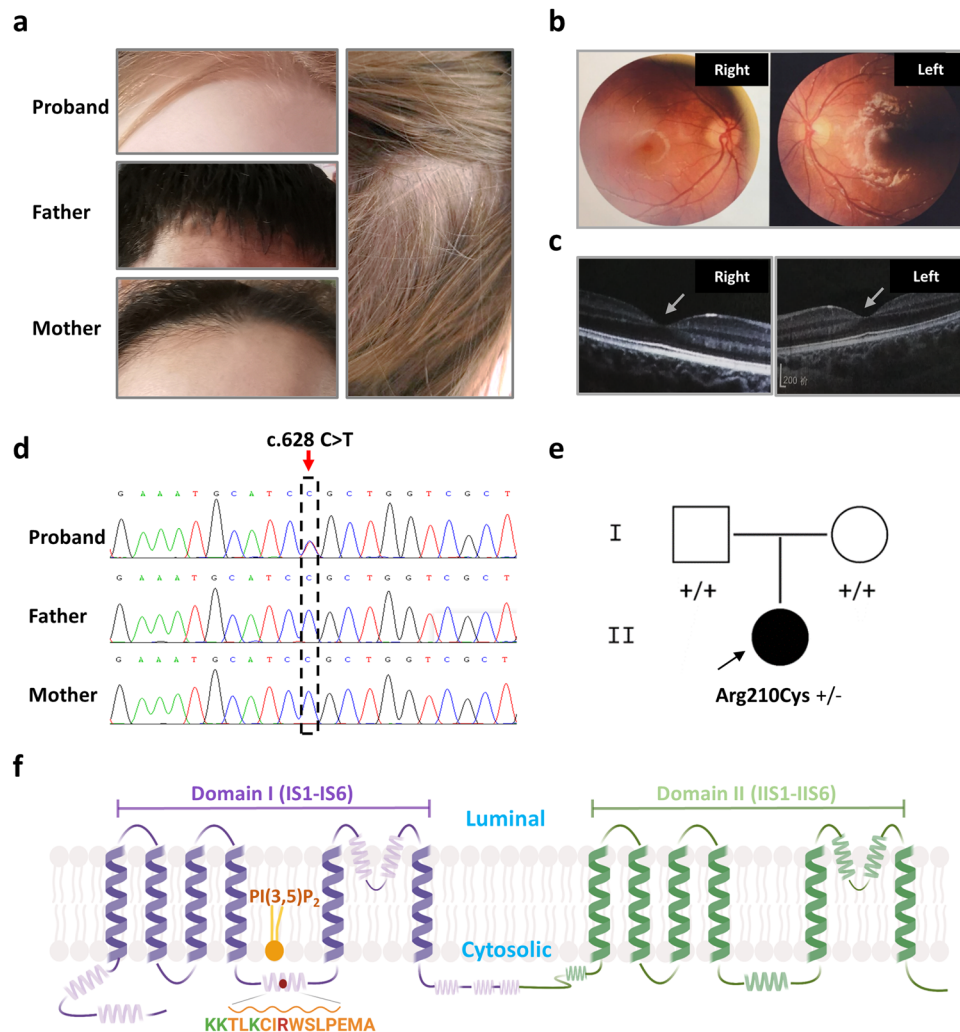 a
Proband
Father
Mother
b
Right
Left
c
Right
Left
200
d
c.628 C>T
G A A A T G C A T C C G C T G G T C G C T
Proband
G A A A T G C A T C C G C T G G T C G C T
Father
G A A A T G C A T C C G C T G G T C G C T
Mother
e
I
+/+ +/+
II
Arg210Cys +/-
f
Domain I (IS1-IS6)
Domain II (IIS1-IIS6)
Luminal
PI(3,5)P₂
Cytosolic
KKTLKCIRWSLPEMA